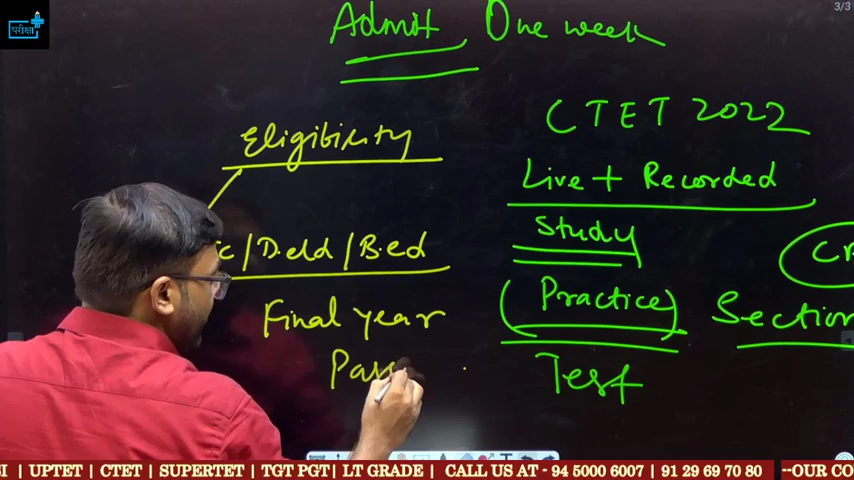 परीक्षा
3/3
Admit One week
Eligibility
CTET 2022
Live + Recorded
c/D.eld/B.ed
Study
Final year
(Practice)
Section
Pass
Test
| UPTET | CTET | SUPERTET | TGT PGT| LT GRADE | CALL US AT - 94 5000 6007 | 91 29 69 70 80 --OUR CO